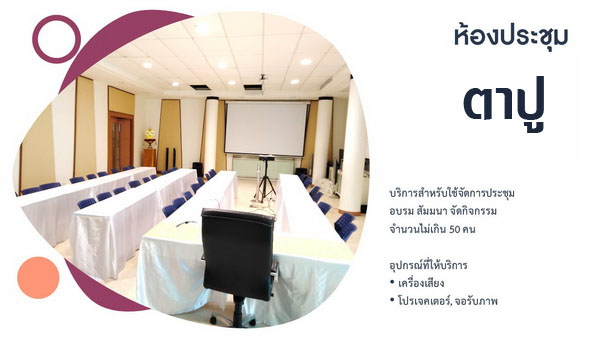 ห้องประชุม
ตาปู
บริการสำหรับใช้จัดการประชุม
อบรม สัมมนา จัดกิจกรรม
จำนวนไม่เกิน 50 คน
อุปกรณ์ที่ให้บริการ
• เครื่องเสียง
• โปรเจคเตอร์, จอรับภาพ